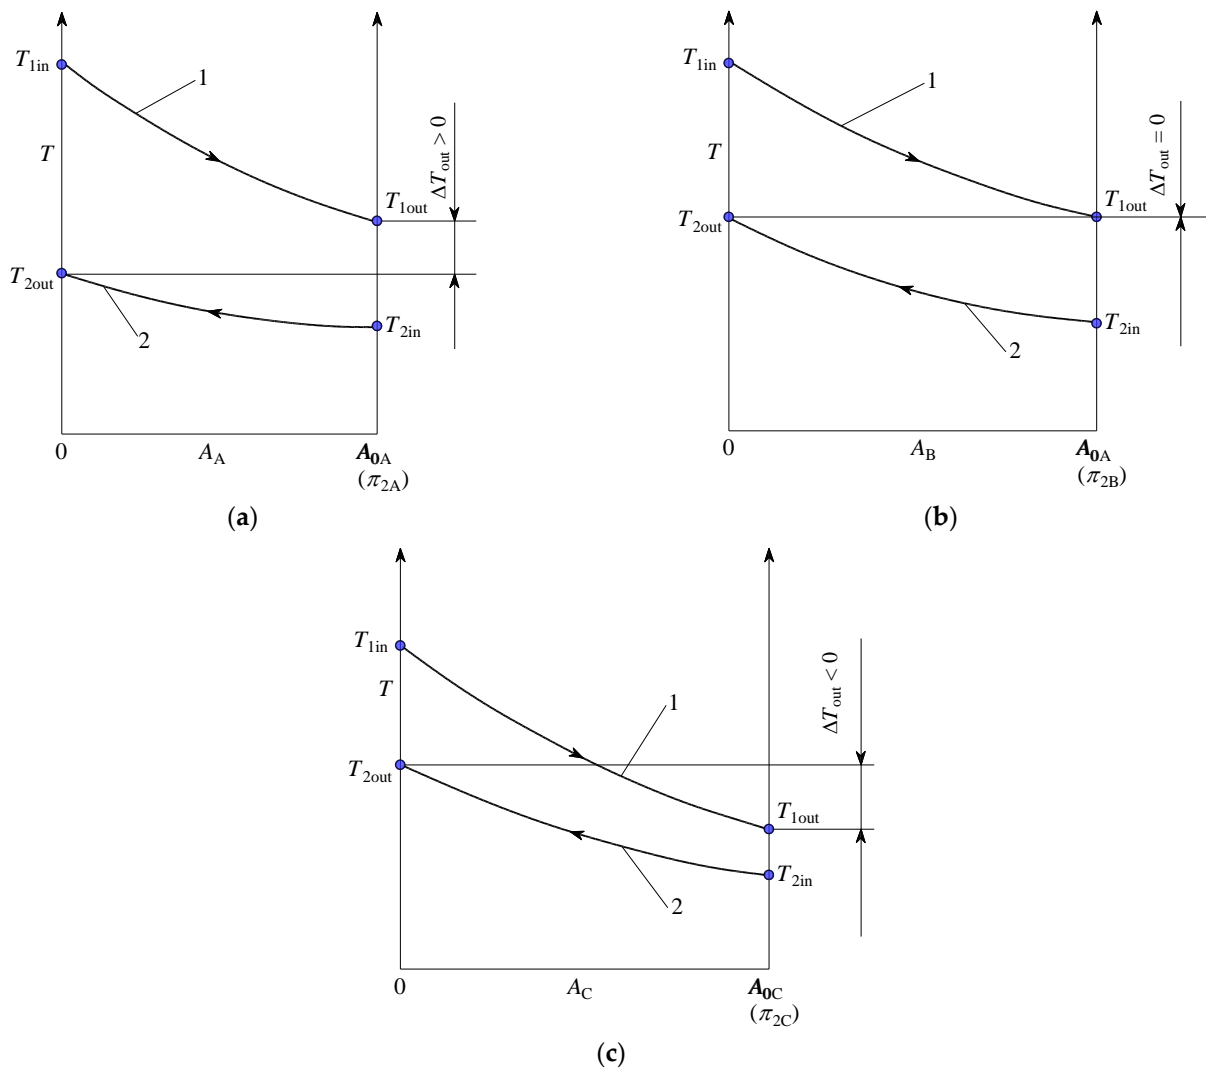 T1in
1
T
ΔTout > 0
T1out
T2out
2
T2in
0
AA
A0A
(π2A)
(a)
T1in
1
T
ΔTout = 0
T1out
T2out
T2in
2
0
AB
A0A
(π2B)
(b)
T1in
T
1
ΔTout < 0
T2out
T1out
T2in
2
0
AC
A0C
(π2C)
(c)